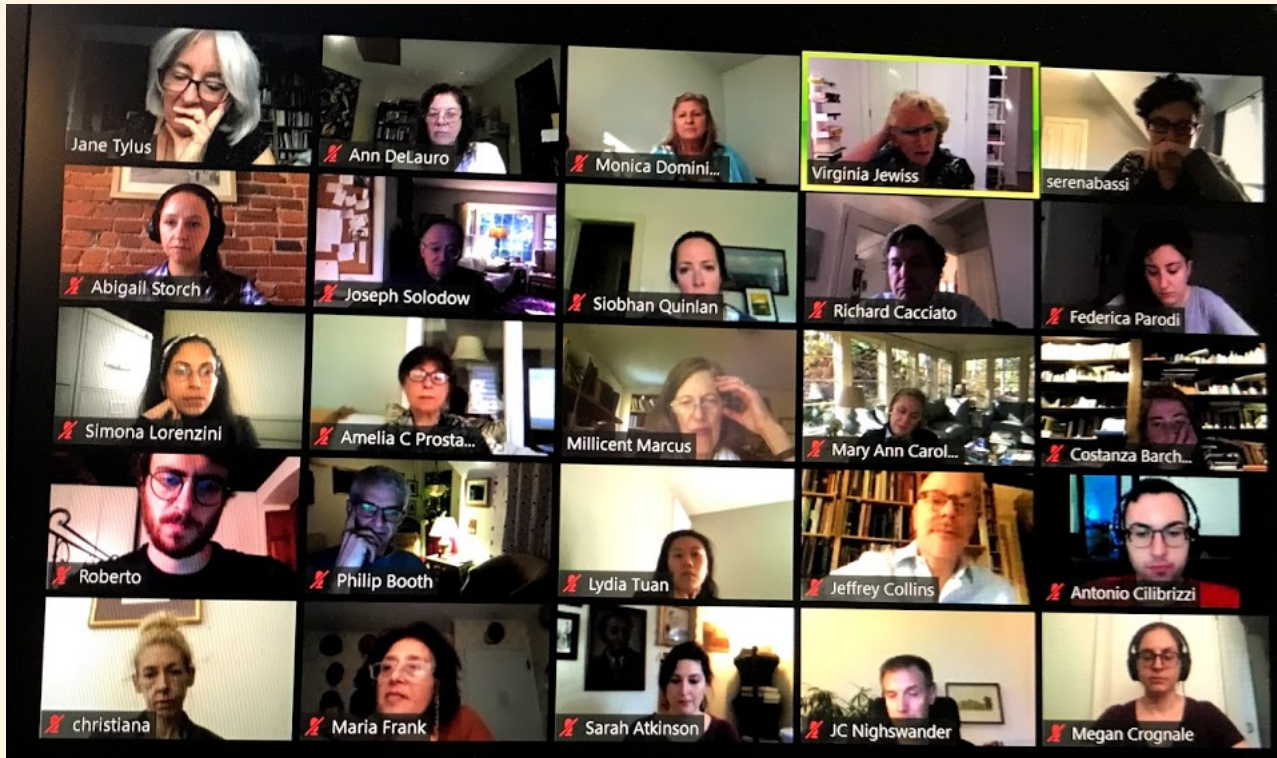 Jane Tylus
Ann DeLauro
Monica Domini...
Virginia Jewiss
serenabassi
Abigail Storch
Joseph Solodow
Siobhan Quinlan
Richard Cacciato
Federica Parodi
Simona Lorenzini
Amelia C Prosta...
Millicent Marcus
Mary Ann Carol...
Costanza Barch...
Roberto
Philip Booth
Lydia Tuan
Jeffrey Collins
Antonio Cilibrizzi
christiana
Maria Frank
Sarah Atkinson
JC Nighswander
Megan Crognale